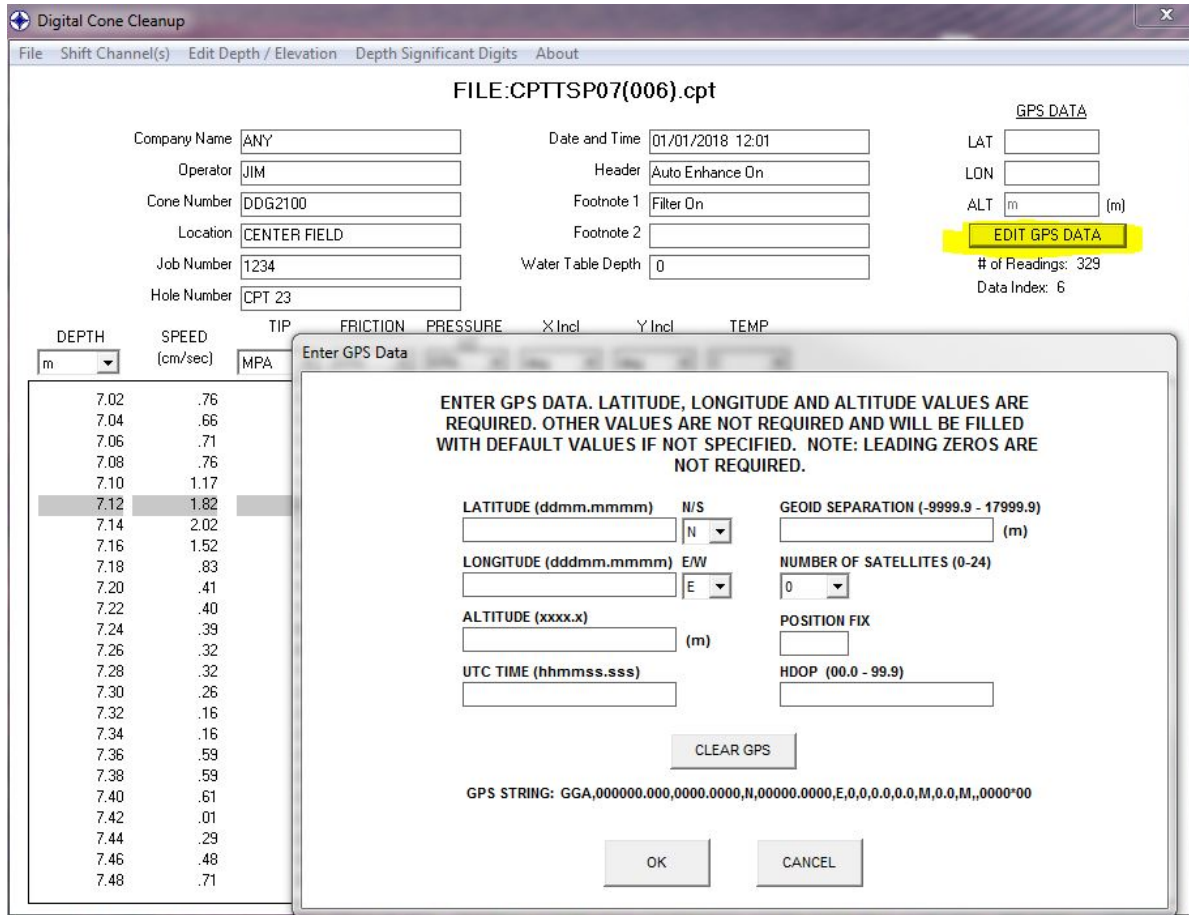 Digital Cone Cleanup
X
File Shift Channel(s) Edit Depth / Elevation Depth Significant Digits About
FILE:CPTTSP07(006).cpt
GPS DATA
Company Name ANY
Date and Time 01/01/2018 12:01
LAT
Operator JIM
Header Auto Enhance On
LON
Cone Number DDG2100
Footnote 1 Filter On
ALT m (m)
Location CENTER FIELD
Footnote 2
EDIT GPS DATA
Job Number 1234
Water Table Depth 0
# of Readings: 329
Hole Number CPT 23
Data Index: 6
DEPTH SPEED TIP FRICTION PRESSURE X Incl Y Incl TEMP
m (cm/sec) MPA
7.02 .76
7.04 .66
7.06 .71
7.08 .76
7.10 1.17
7.12 1.82
7.14 2.02
7.16 1.52
7.18 .83
7.20 .41
7.22 .40
7.24 .39
7.26 .32
7.28 .32
7.30 .26
7.32 .16
7.34 .16
7.36 .59
7.38 .59
7.40 .61
7.42 .01
7.44 .29
7.46 .48
7.48 .71
Enter GPS Data
ENTER GPS DATA. LATITUDE, LONGITUDE AND ALTITUDE VALUES ARE
REQUIRED. OTHER VALUES ARE NOT REQUIRED AND WILL BE FILLED
WITH DEFAULT VALUES IF NOT SPECIFIED. NOTE: LEADING ZEROS ARE
NOT REQUIRED.
LATITUDE (ddmm.mmmm) N/S
N
GEOID SEPARATION (-9999.9 - 17999.9)
(m)
LONGITUDE (dddmm.mmmm) E/W
E
NUMBER OF SATELLITES (0-24)
0
ALTITUDE (xxxx.x)
(m)
POSITION FIX
UTC TIME (hhmmss.sss)
HDOP (00.0 - 99.9)
CLEAR GPS
GPS STRING: GGA,000000.000,0000.0000,N,00000.0000,E,0,0,0.0,0.0,M,0.0,M,,0000*00
OK
CANCEL